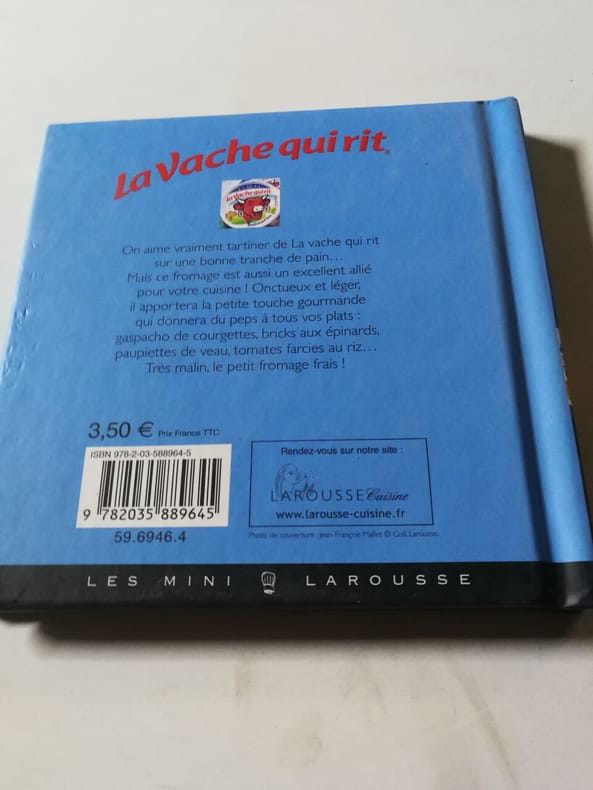 La Vache qui rit®
La Vache qui rit
On aime vraiment tartiner de La vache qui rit
sur une bonne tranche de pain...
Mais ce fromage est aussi un excellent allié
pour votre cuisine ! Onctueux et léger,
il apportera la petite touche gourmande
qui donnera du peps à tous vos plats :
gaspacho de courgettes, bricks aux épinards,
paupiettes de veau, tomates farcies au riz...
Très malin, le petit fromage frais !
3,50 € Prix France TTC
ISBN 978-2-03-588964-5
9 782035 889645
59.6946.4
Rendez-vous sur notre site :
LAROUSSE Cuisine
www.larousse-cuisine.fr
Photo de couverture : Jean-François Mallet © Coll. Larousse.
LES MINI LAROUSSE